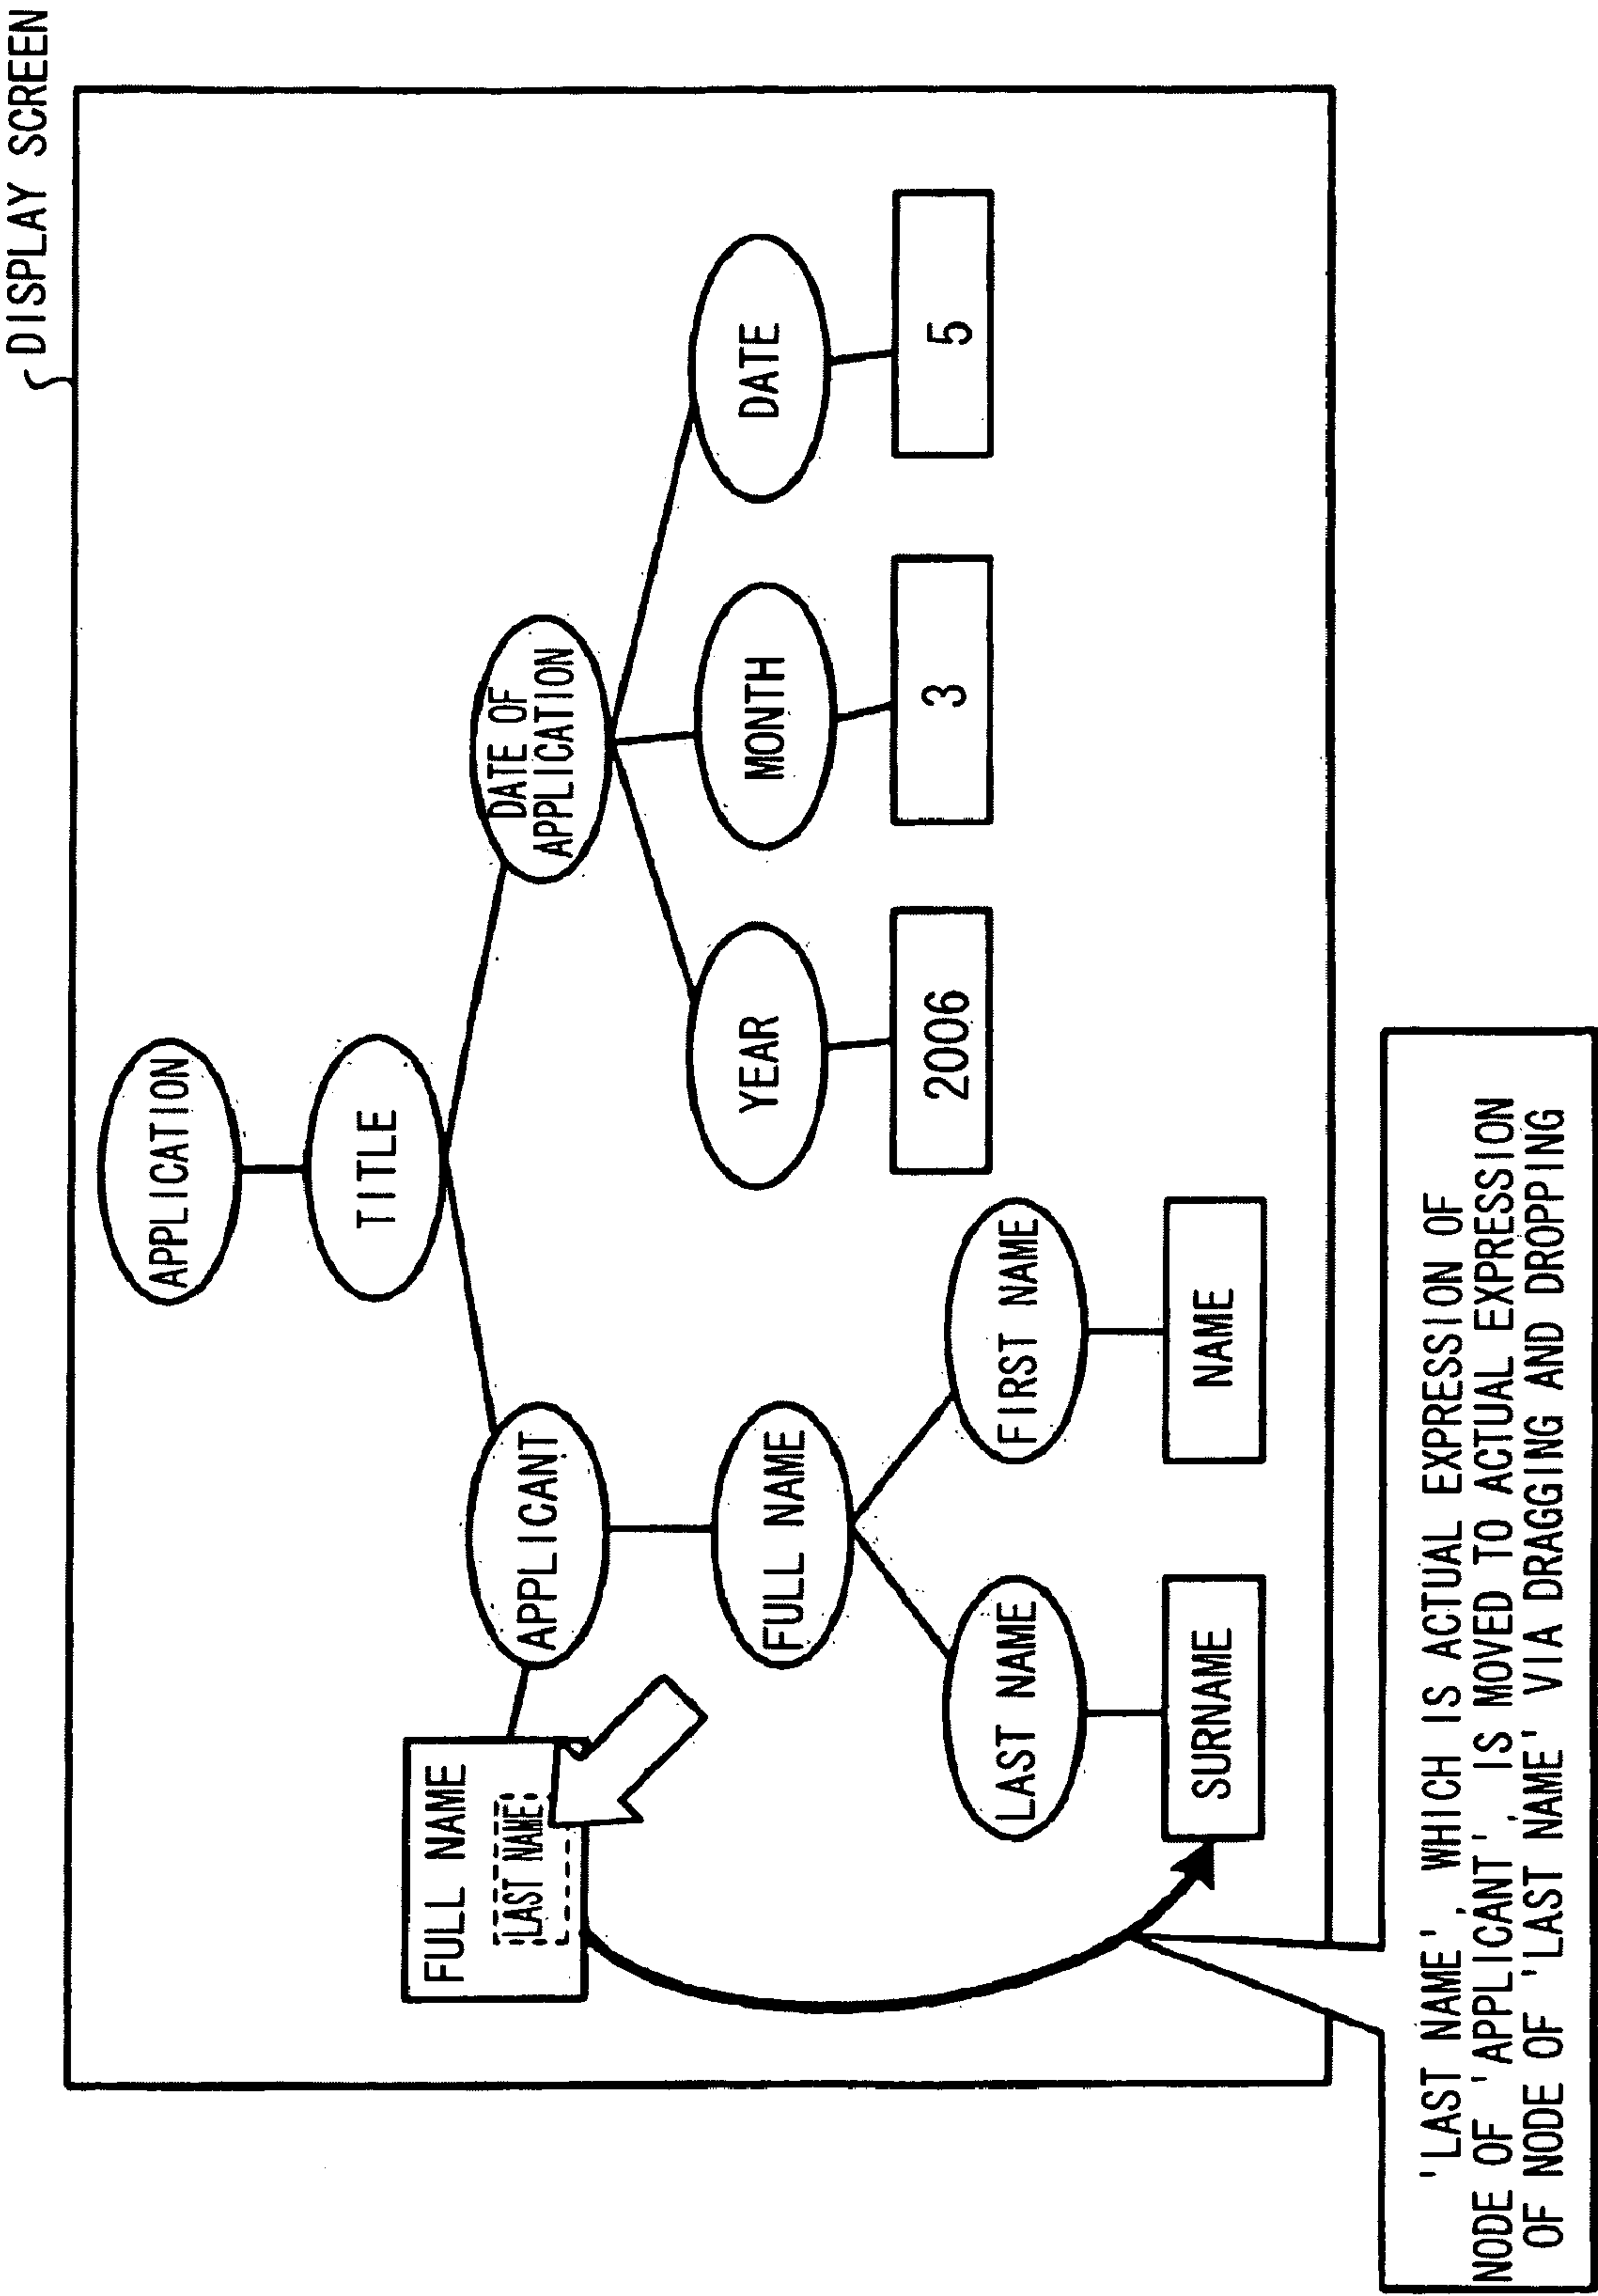 DISPLAY SCREEN
APPLICATION
TITLE
APPLICANT
DATE OF
APPLICATION
FULL NAME
LAST NAME
FULL NAME
YEAR
MONTH
DATE
2006
3
5
LAST NAME
FIRST NAME
SURNAME
NAME
'LAST NAME', WHICH IS ACTUAL EXPRESSION OF
NODE OF 'APPLICANT', IS MOVED TO ACTUAL EXPRESSION
OF NODE OF 'LAST NAME' VIA DRAGGING AND DROPPING